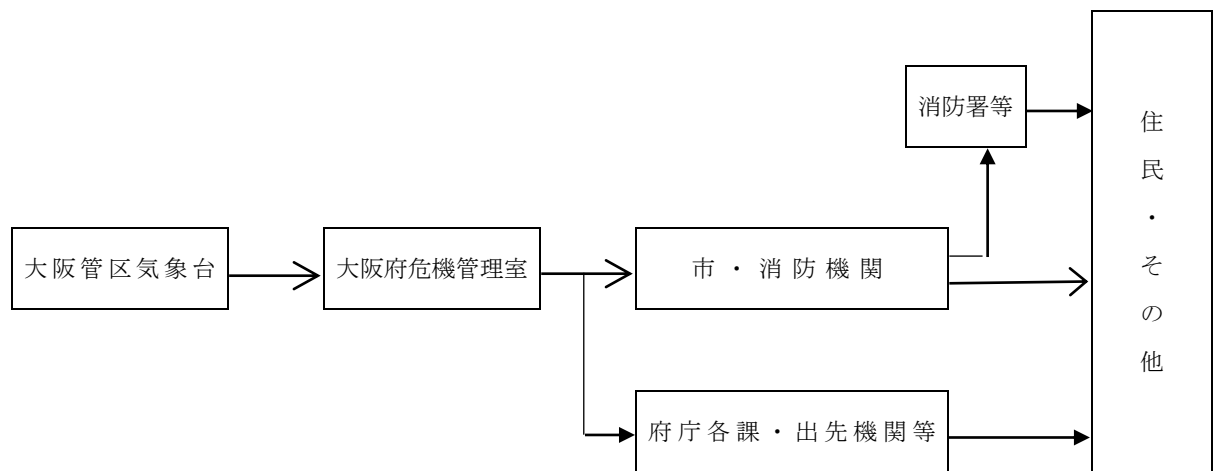 消防署等
住民・その他
大阪管区気象台
大阪府危機管理室
市・消防機関
府庁各課・出先機関等